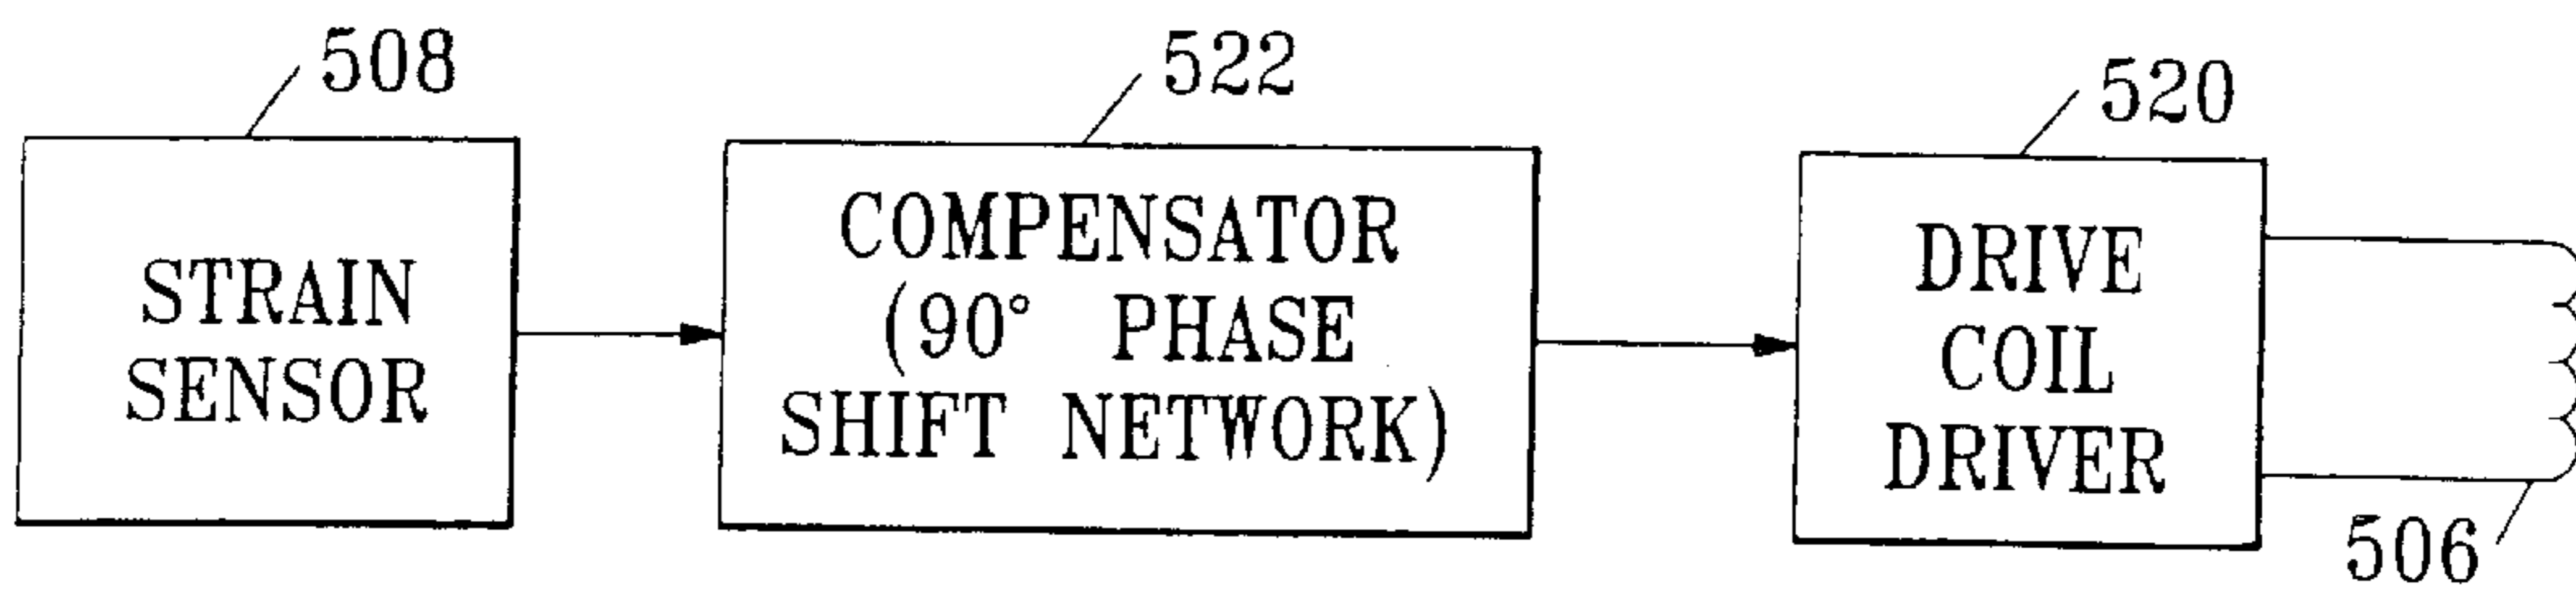 508
522
520
STRAIN
SENSOR
COMPENSATOR
(90° PHASE
SHIFT NETWORK)
DRIVE
COIL
DRIVER
506